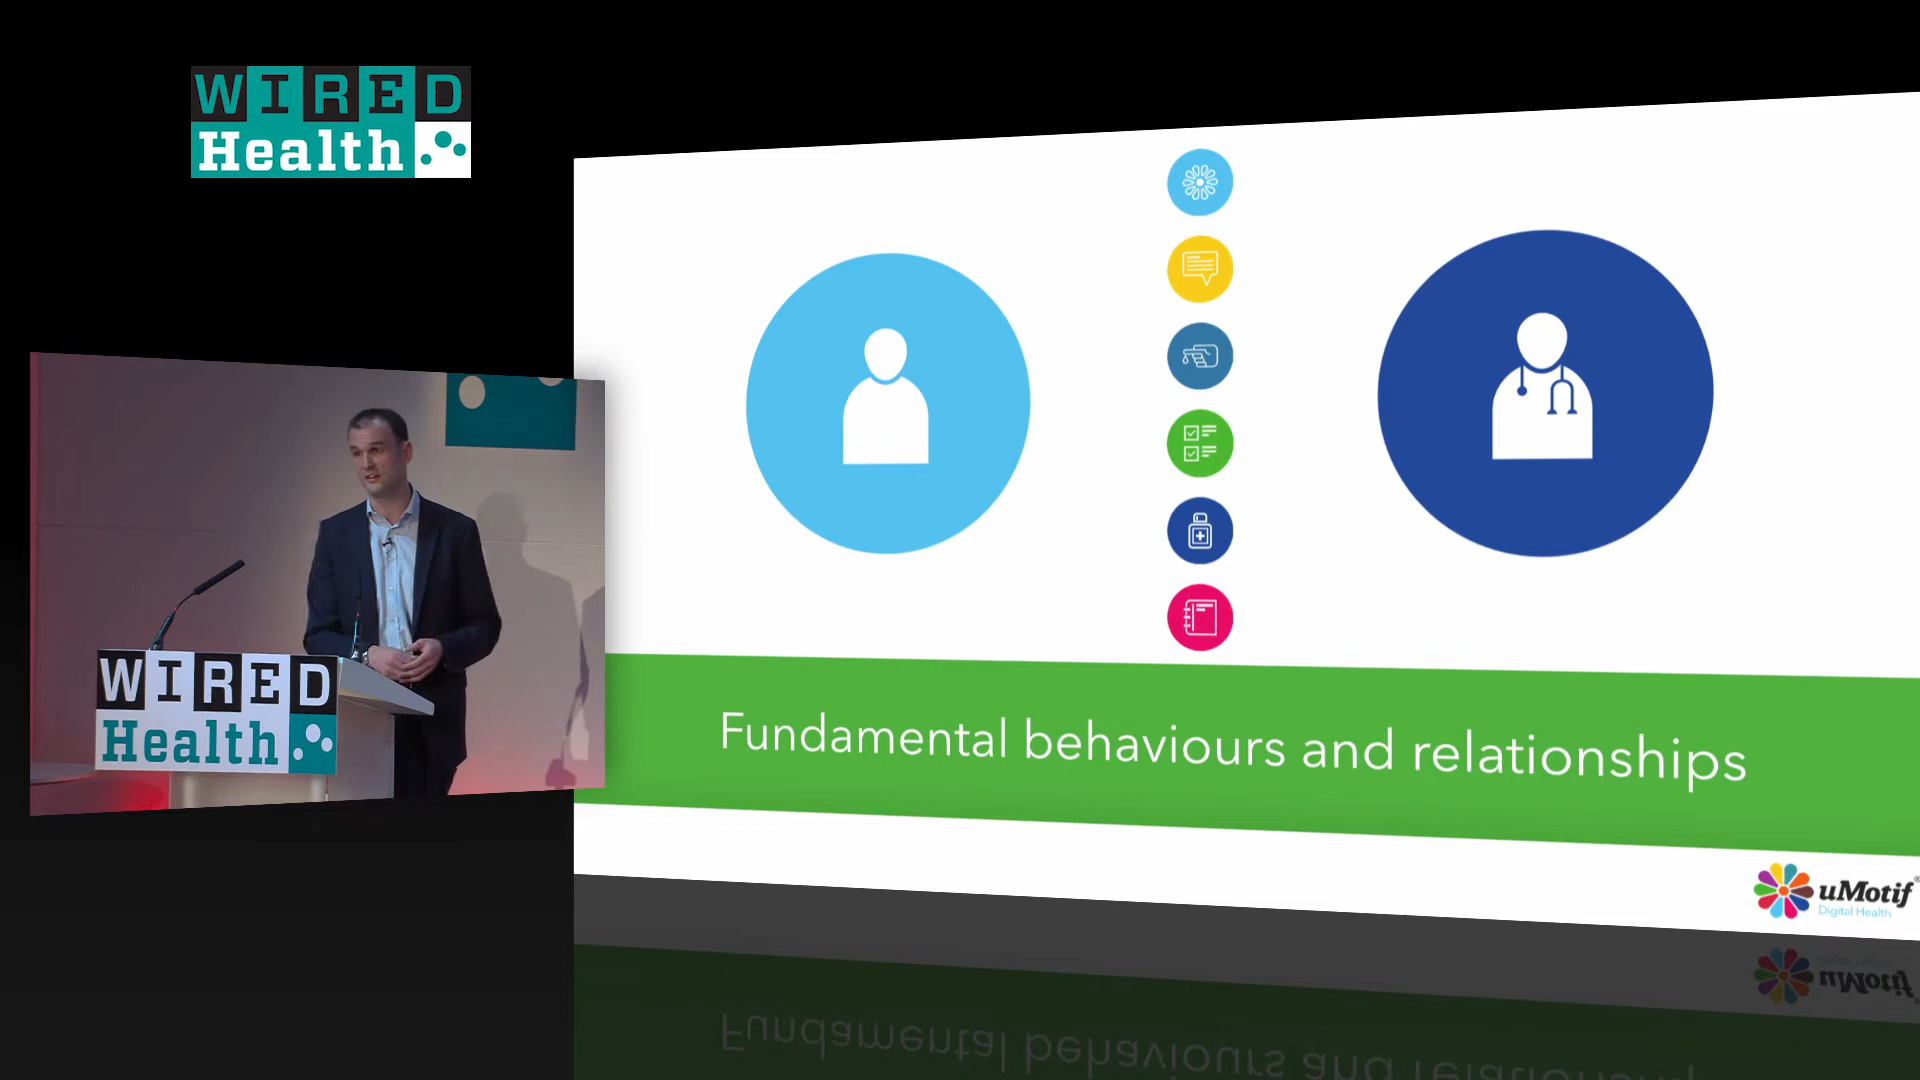 WIRED
Health
WIRED
Health
Fundamental behaviours and relationships
uMotif®
Digital Health